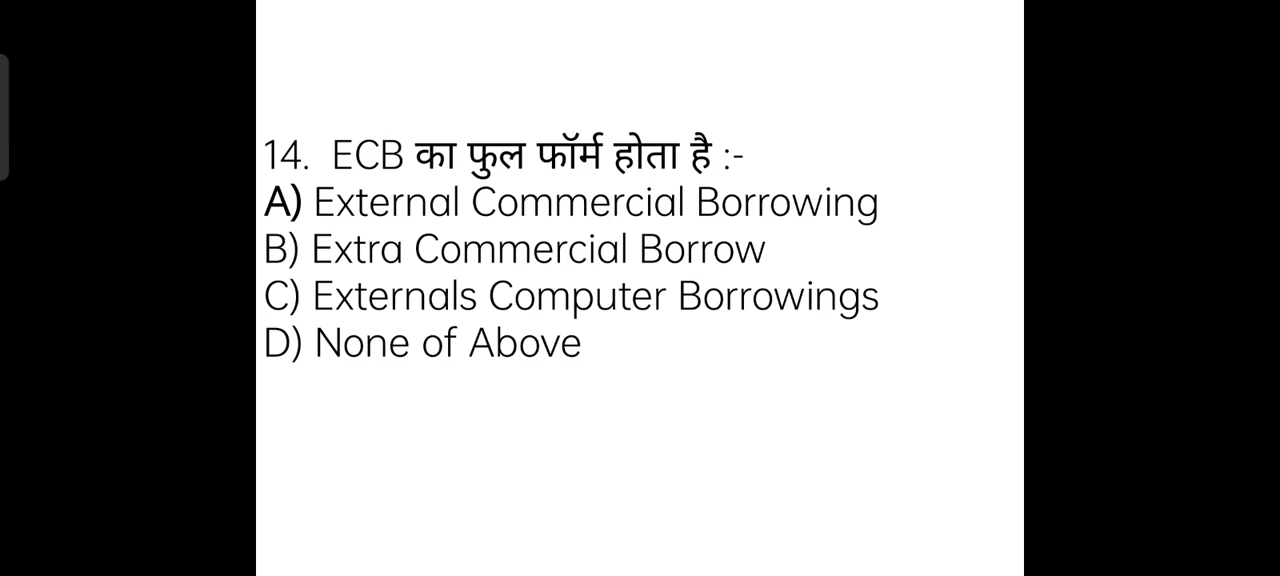 14. ECB का फुल फॉर्म होता है :-
A) External Commercial Borrowing
B) Extra Commercial Borrow
C) Externals Computer Borrowings
D) None of Above